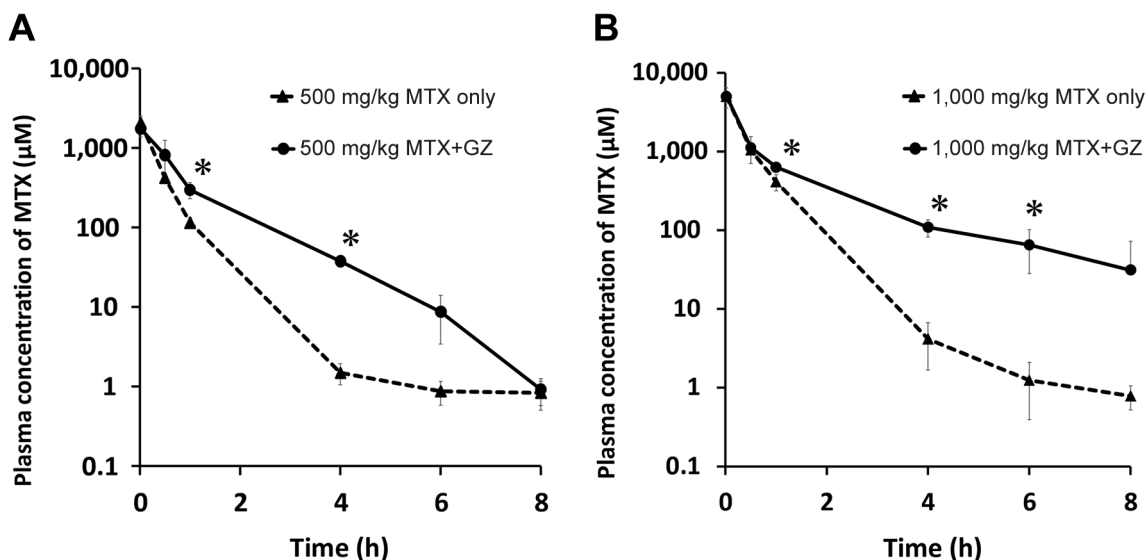 A
Plasma concentration of MTX (µM)
10,000
1,000
100
10
1
0.1
500 mg/kg MTX only
500 mg/kg MTX+GZ
*
*
0 2 4 6 8
Time (h)
B
Plasma concentration of MTX (µM)
10,000
1,000
100
10
1
0.1
1,000 mg/kg MTX only
1,000 mg/kg MTX+GZ
*
*
*
0 2 4 6 8
Time (h)